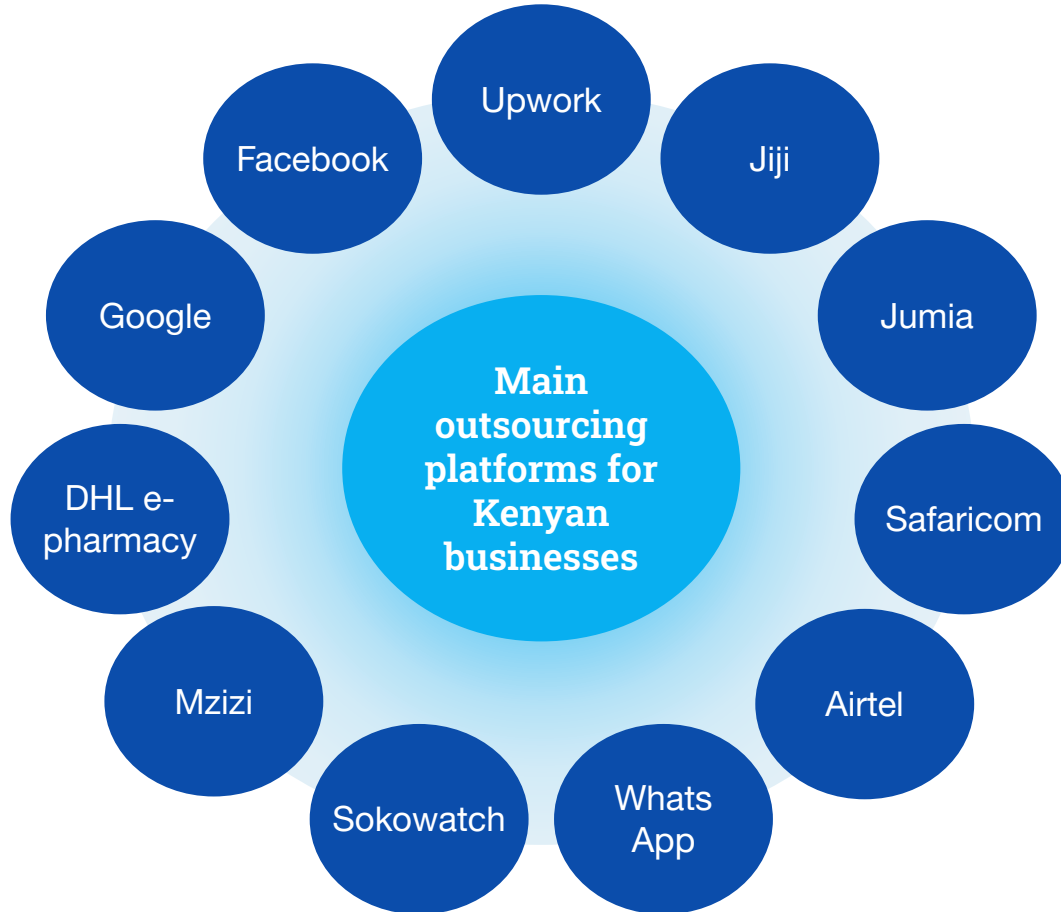 Upwork
Jiji
Jumia
Safaricom
Airtel
Whats
App
Sokowatch
Mzizi
DHL e-
pharmacy
Google
Facebook
Main
outsourcing
platforms for
Kenyan
businesses